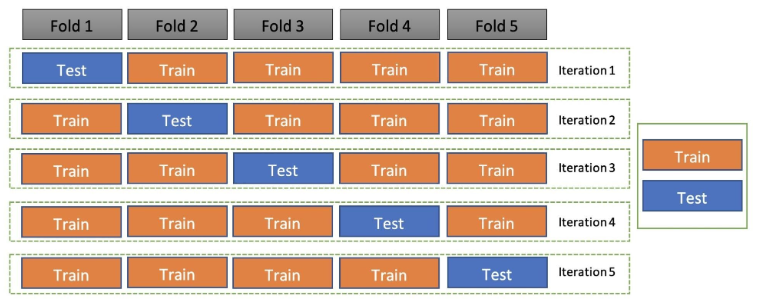 Fold 1 Fold 2 Fold 3 Fold 4 Fold 5
Test Train Train Train Train Iteration 1
Train Test Train Train Train Iteration 2
Train Train Test Train Train Iteration 3
Train Train Train Test Train Iteration 4
Train Train Train Train Test Iteration 5
Train
Test